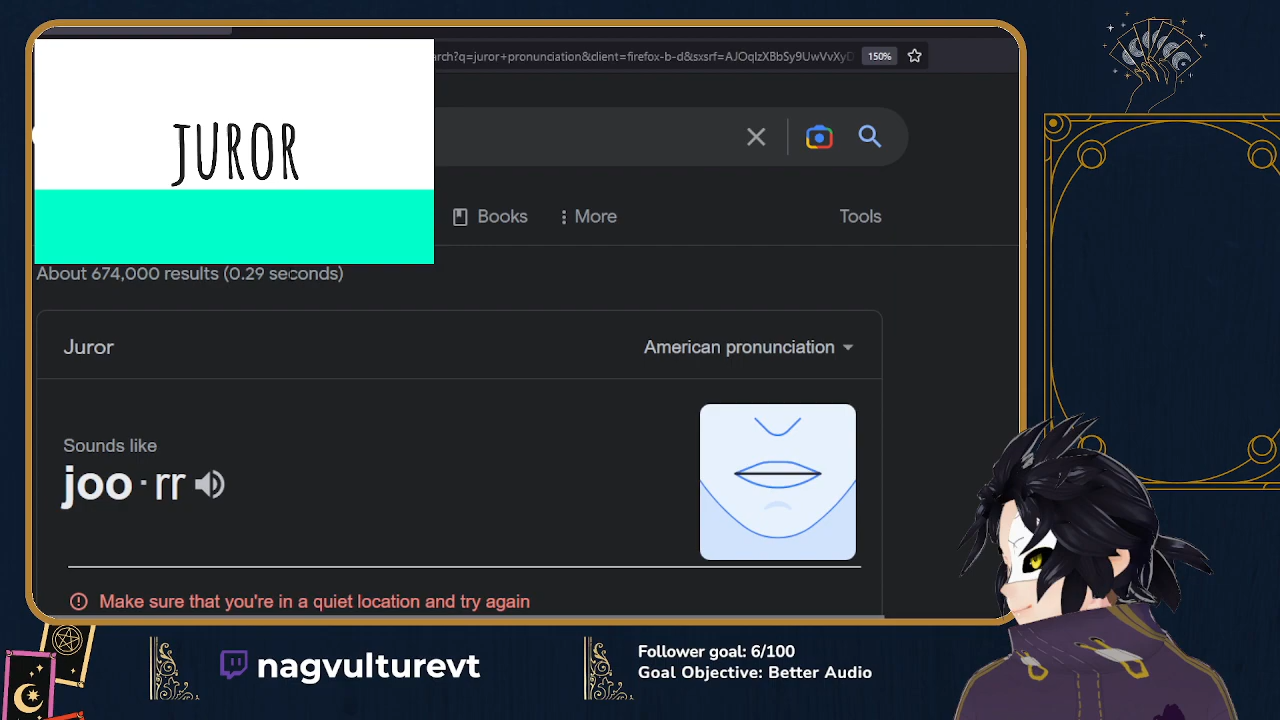 arch?q=juror+pronunciation&client=firefox-b-d&sxsrf=AJOqlzXBbSy9UwVvXyD
150%
JUROR
Books
More
Tools
About 674,000 results (0.29 seconds)
Juror
American pronunciation
Sounds like
joo · rr
Make sure that you're in a quiet location and try again
nagvulturevt
Follower goal: 6/100
Goal Objective: Better Audio